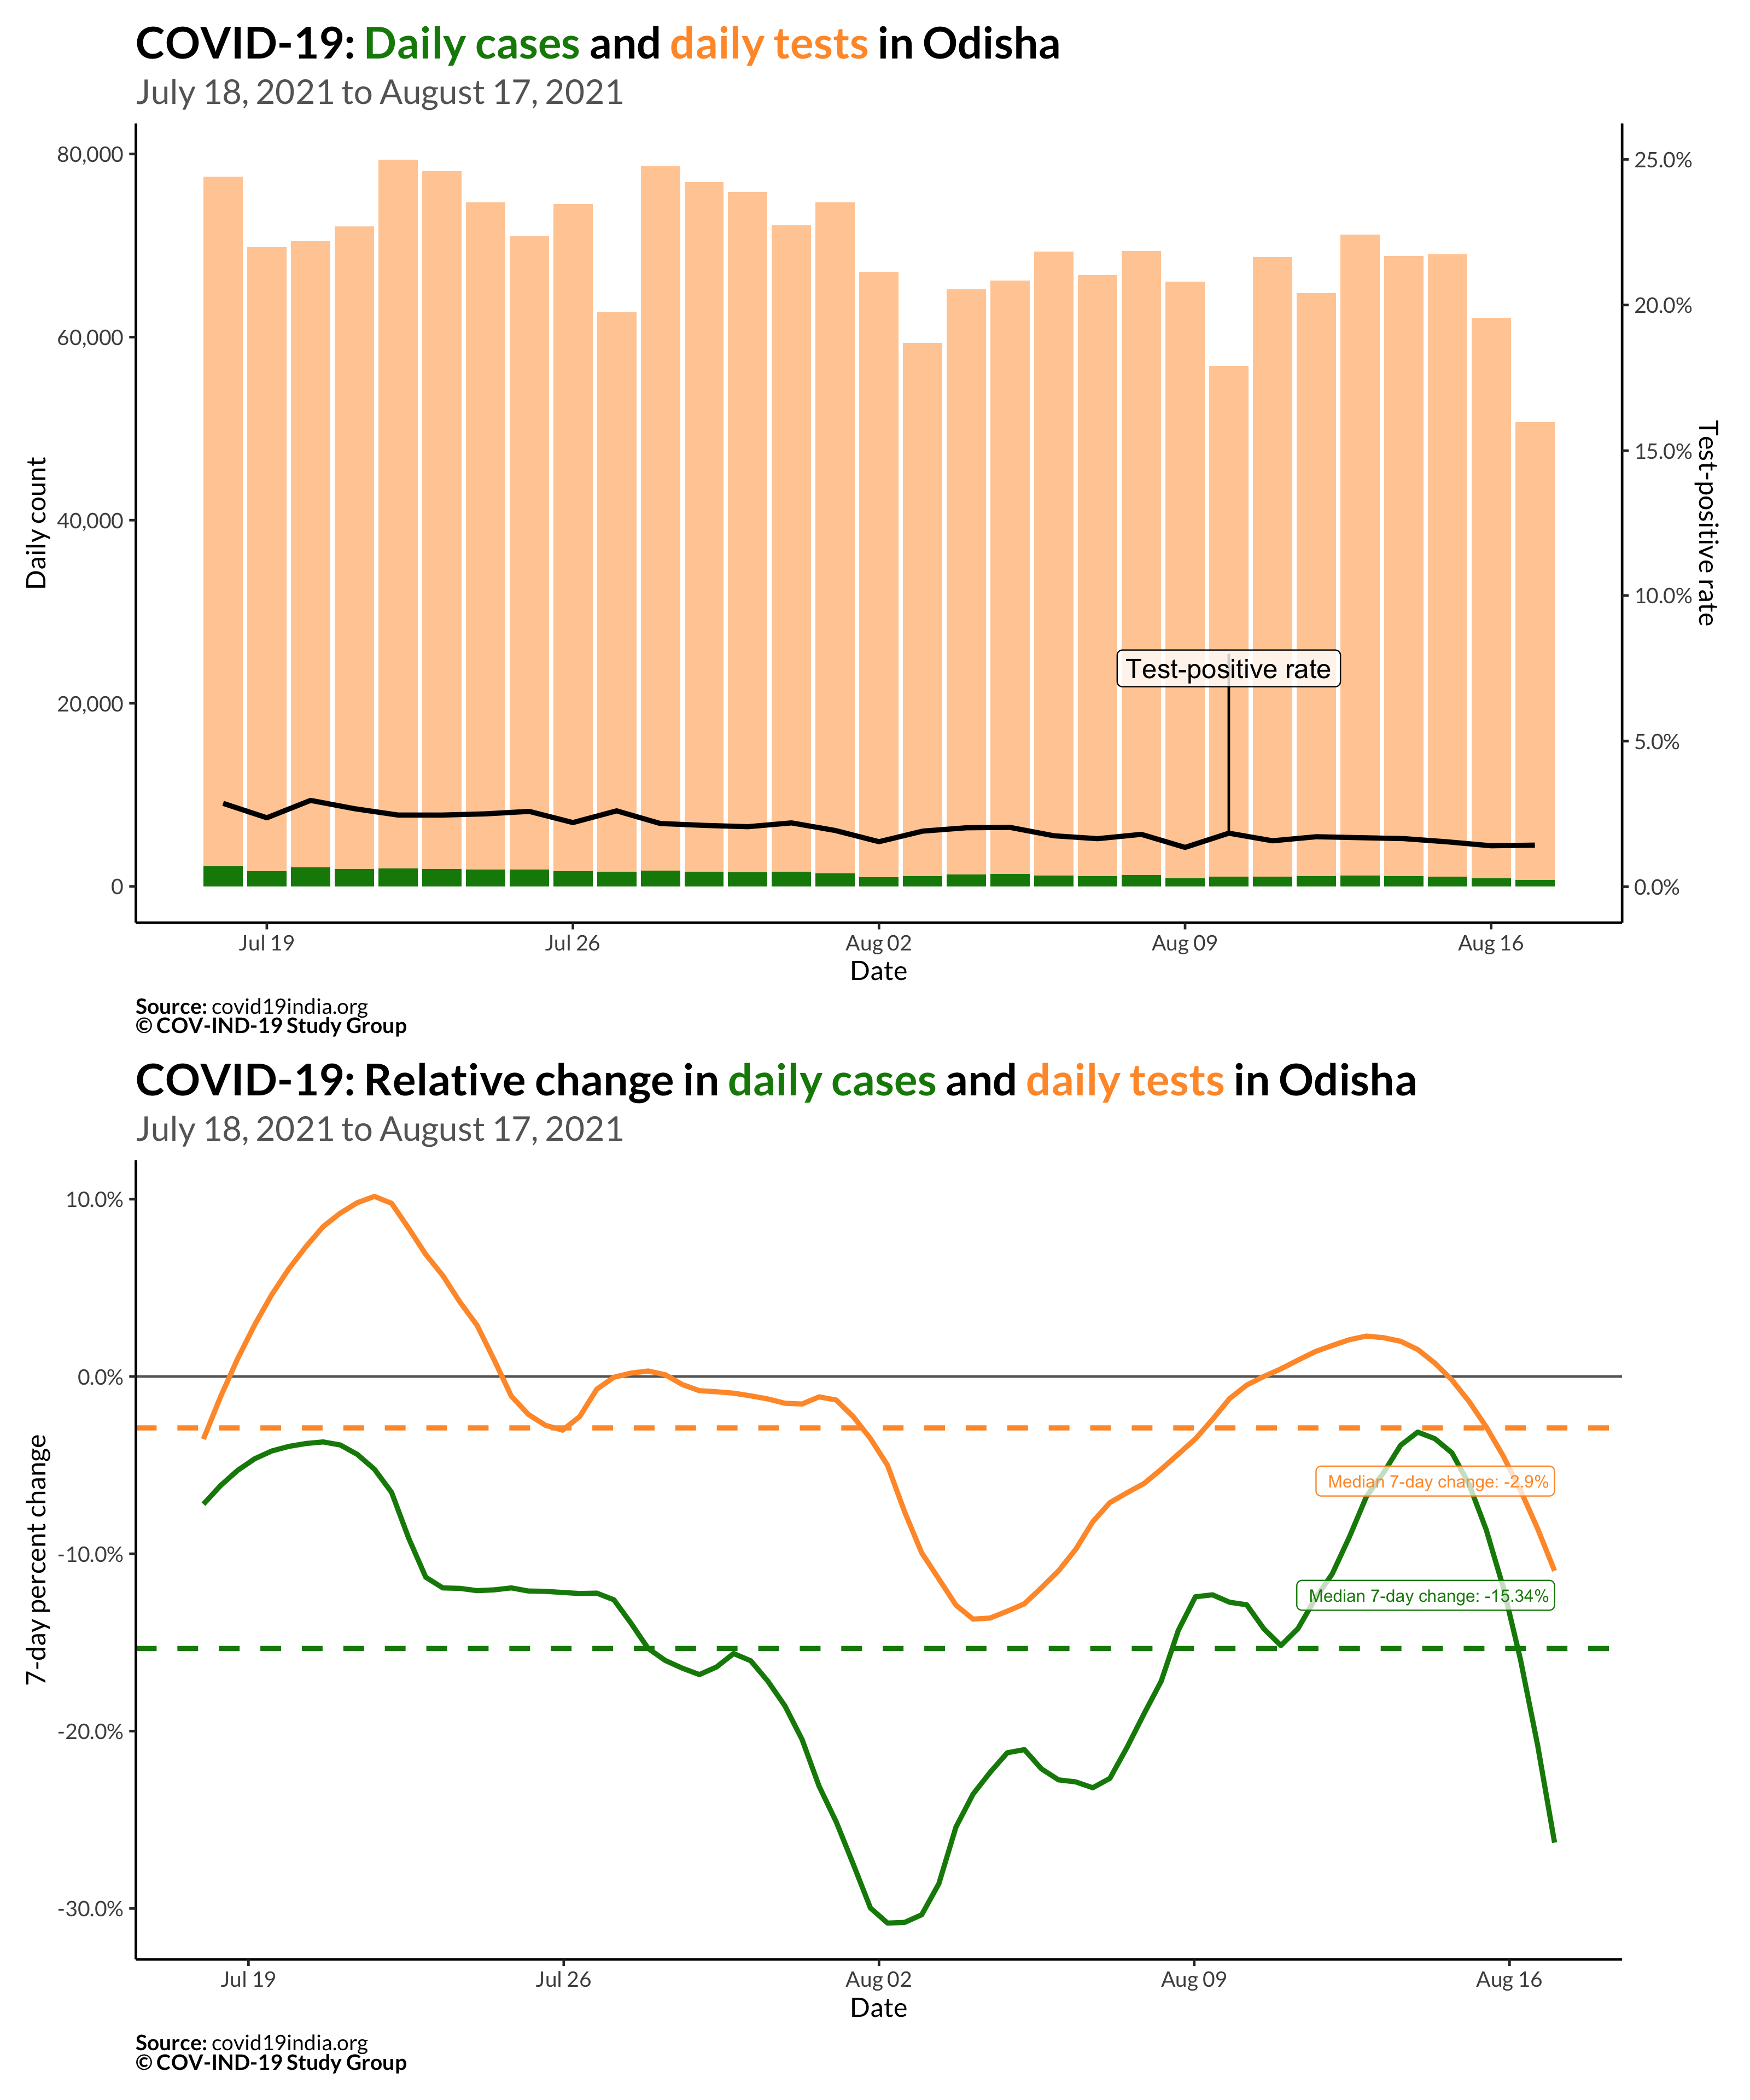 COVID-19: Daily cases and daily tests in Odisha
July 18, 2021 to August 17, 2021
80,000
60,000
40,000
20,000
0
Daily count
25.0%
20.0%
15.0%
10.0%
5.0%
0.0%
Test-positive rate
Test-positive rate
Jul 19
Jul 26
Aug 02
Aug 09
Aug 16
Date
Source: covid19india.org
© COV-IND-19 Study Group
COVID-19: Relative change in daily cases and daily tests in Odisha
July 18, 2021 to August 17, 2021
10.0%
0.0%
-10.0%
-20.0%
-30.0%
7-day percent change
Median 7-day change: -2.9%
Median 7-day change: -15.34%
Jul 19
Jul 26
Aug 02
Aug 09
Aug 16
Date
Source: covid19india.org
© COV-IND-19 Study Group